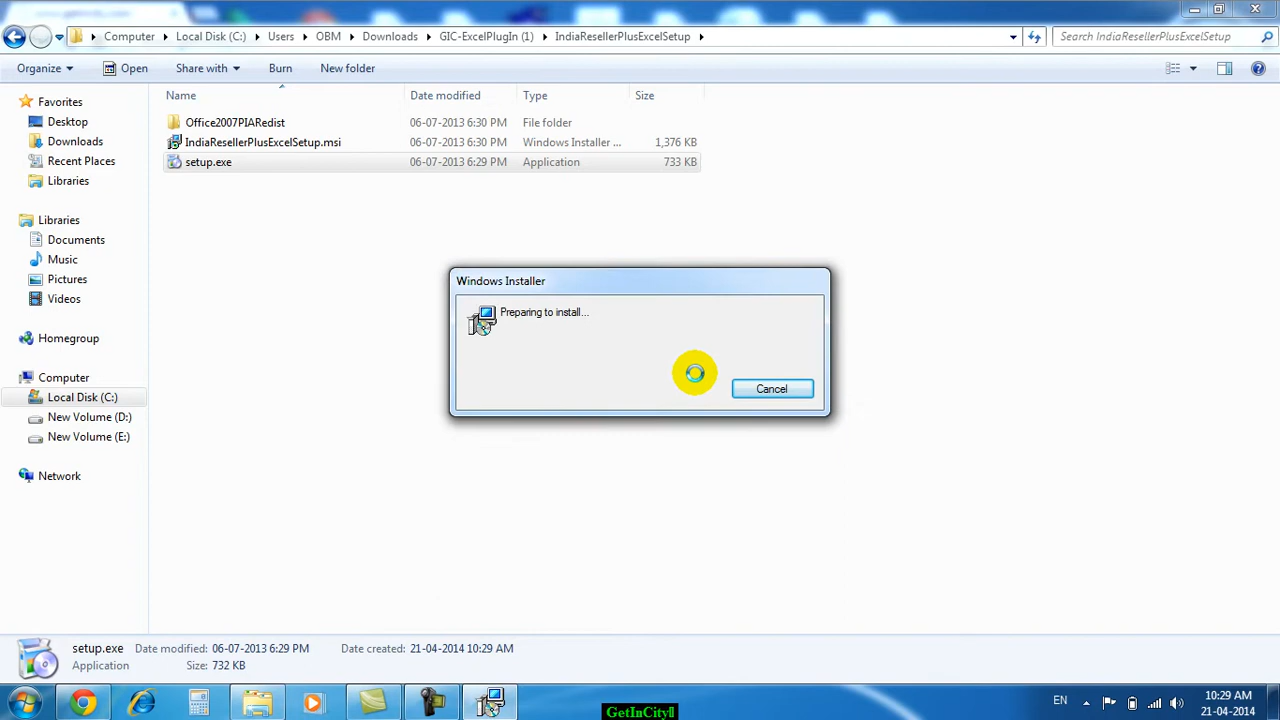 Computer Local Disk (C:) Users OBM Downloads GIC-ExcelPlugIn (1) IndiaResellerPlusExcelSetup Search IndiaResellerPlusExcelSetup
Organize Open Share with Burn New folder
Name Date modified Type Size
Favorites
Desktop
Downloads
Recent Places
Libraries
Libraries
Documents
Music
Pictures
Videos
Homegroup
Computer
Local Disk (C:)
New Volume (D:)
New Volume (E:)
Network
Office2007PIARedist 06-07-2013 6:30 PM File folder
IndiaResellerPlusExcelSetup.msi 06-07-2013 6:30 PM Windows Installer ... 1,376 KB
setup.exe 06-07-2013 6:29 PM Application 733 KB
Windows Installer
Preparing to install...
Cancel
setup.exe Date modified: 06-07-2013 6:29 PM Date created: 21-04-2014 10:29 AM
Application Size: 732 KB
EN 10:29 AM
21-04-2014
GetInCity